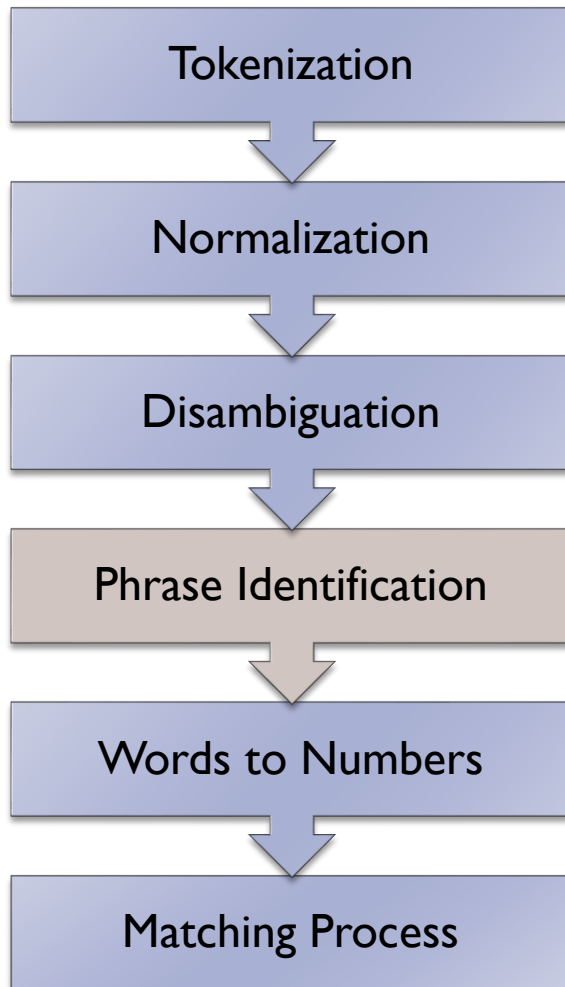 Tokenization
Normalization
Disambiguation
Phrase Identification
Words to Numbers
Matching Process